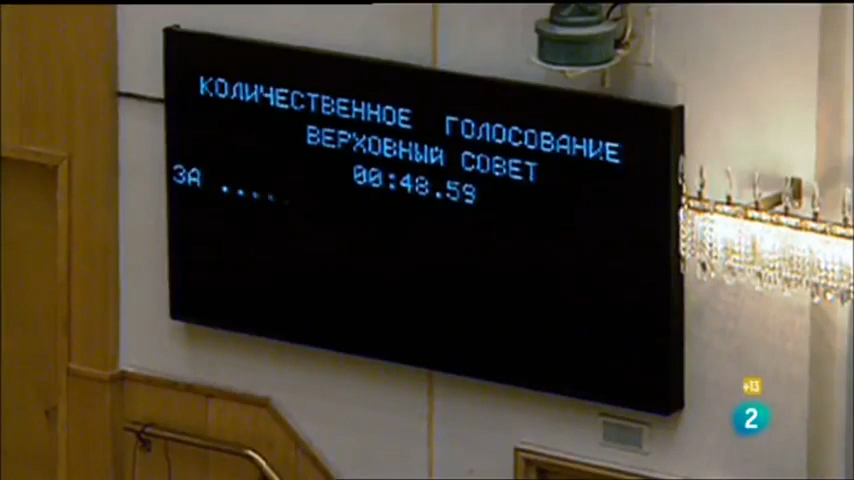 КОЛИЧЕСТВЕННОЕ ГОЛОСОВАНИЕ
ВЕРХОВНЫЙ СОВЕТ
00:48.59
ЗА .....
+13
2